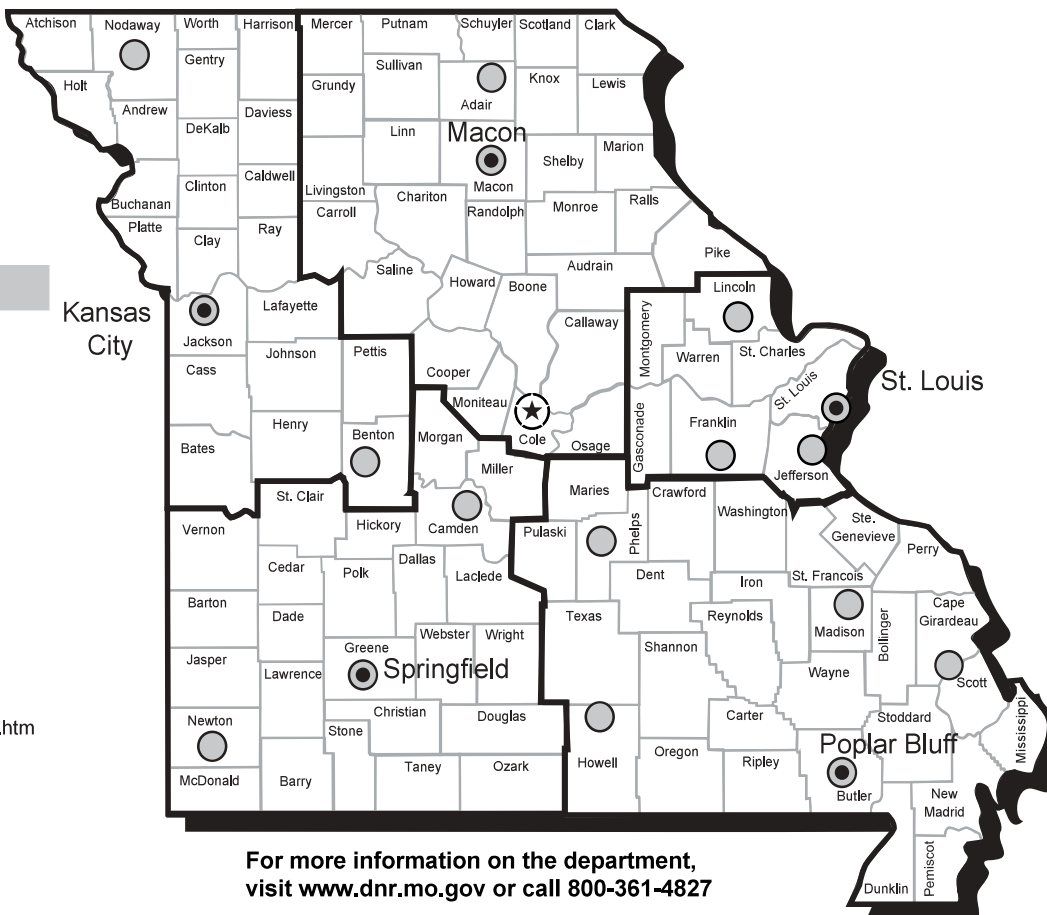 Atchison
Nodaway
Worth
Harrison
Mercer
Putnam
Schuyler
Scotland
Clark
Gentry
Sullivan
Holt
Grundy
Adair
Knox
Lewis
Andrew
DeKalb
Daviess
Linn
Macon
Marion
Shelby
Macon
Caldwell
Clinton
Livingston
Chariton
Buchanan
Carroll
Randolph
Monroe
Ralls
Platte
Clay
Ray
Pike
Audrain
Saline
Howard
Boone
Lincoln
Kansas
City
Lafayette
Jackson
Callaway
Montgomery
Johnson
Pettis
Warren
St. Charles
Cass
Cooper
St. Louis
St. Louis
Moniteau
Henry
Benton
Morgan
Cole
Osage
Gasconade
Franklin
Bates
Miller
Jefferson
St. Clair
Maries
Crawford
Washington
Vernon
Hickory
Camden
Pulaski
Phelps
Ste.
Genevieve
Perry
Cedar
Polk
Dallas
Laclede
Dent
Iron
St. Francois
Barton
Dade
Texas
Reynolds
Madison
Bollinger
Cape
Girardeau
Greene
Webster
Wright
Shannon
Jasper
Lawrence
Springfield
Wayne
Scott
Newton
Christian
Douglas
Stone
Carter
Stoddard
Mississippi
.htm
Poplar Bluff
McDonald
Barry
Taney
Ozark
Howell
Oregon
Ripley
Butler
New
Madrid
Pemiscot
Dunklin
For more information on the department,
visit www.dnr.mo.gov or call 800-361-4827